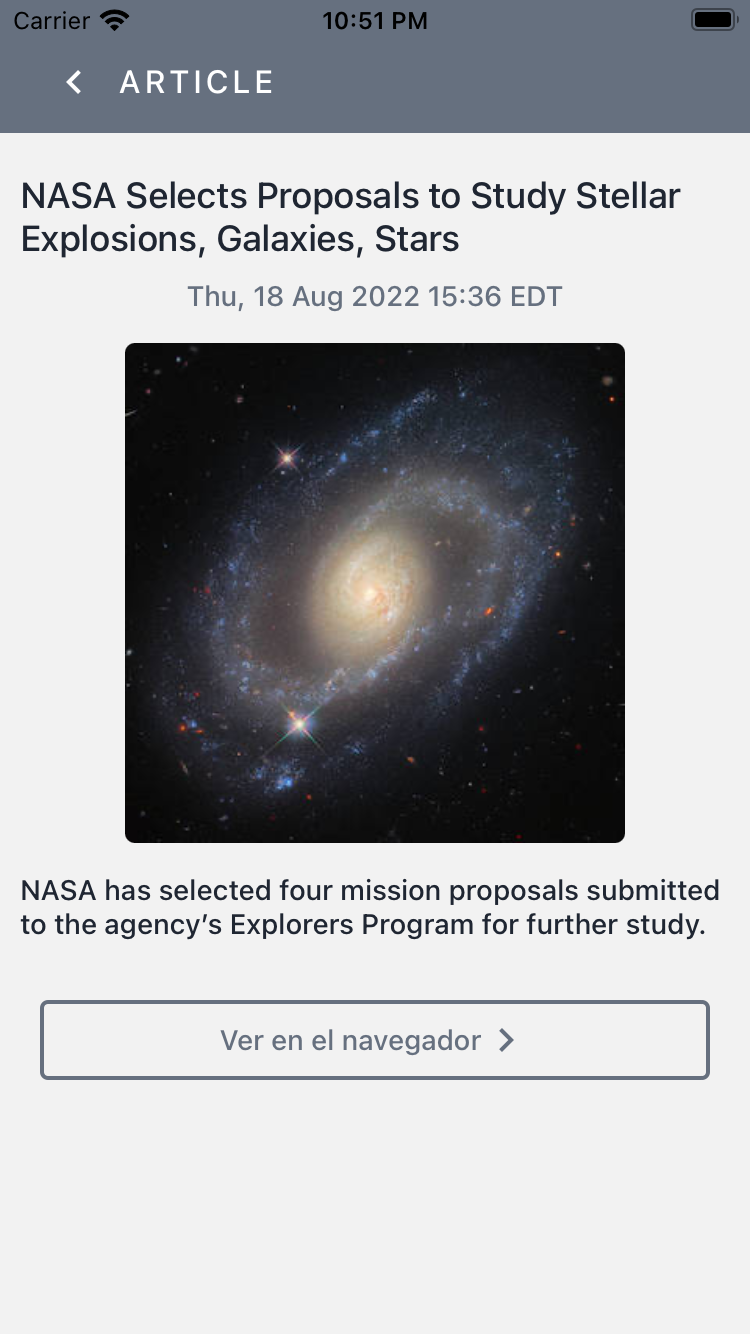 Carrier 10:51 PM
ARTICLE
NASA Selects Proposals to Study Stellar
Explosions, Galaxies, Stars
Thu, 18 Aug 2022 15:36 EDT
NASA has selected four mission proposals submitted
to the agency’s Explorers Program for further study.
Ver en el navegador